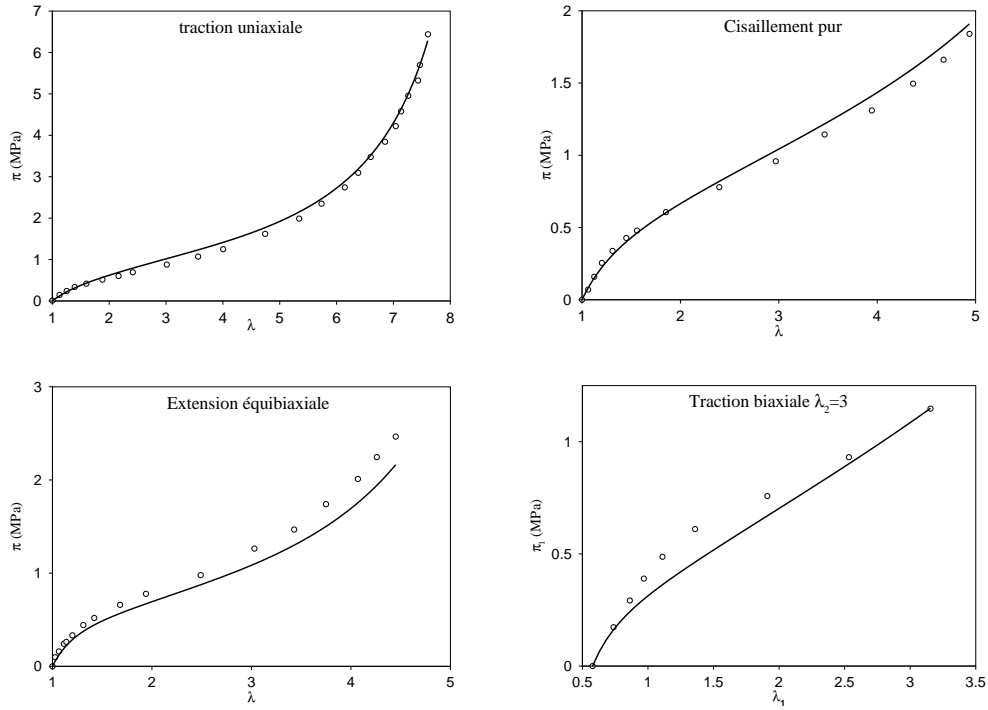 traction uniaxiale
7
6
5
4
3
2
1
0
π (MPa)
1 2 3 4 5 6 7 8
λ
Cisaillement pur
2
1.5
1
0.5
0
π (MPa)
1 2 3 4 5
λ
Extension équibiaxiale
3
2
1
0
π (MPa)
1 2 3 4 5
λ
Traction biaxiale λ₂=3
1
0.5
0
π₁ (MPa)
0.5 1 1.5 2 2.5 3 3.5
λ₁